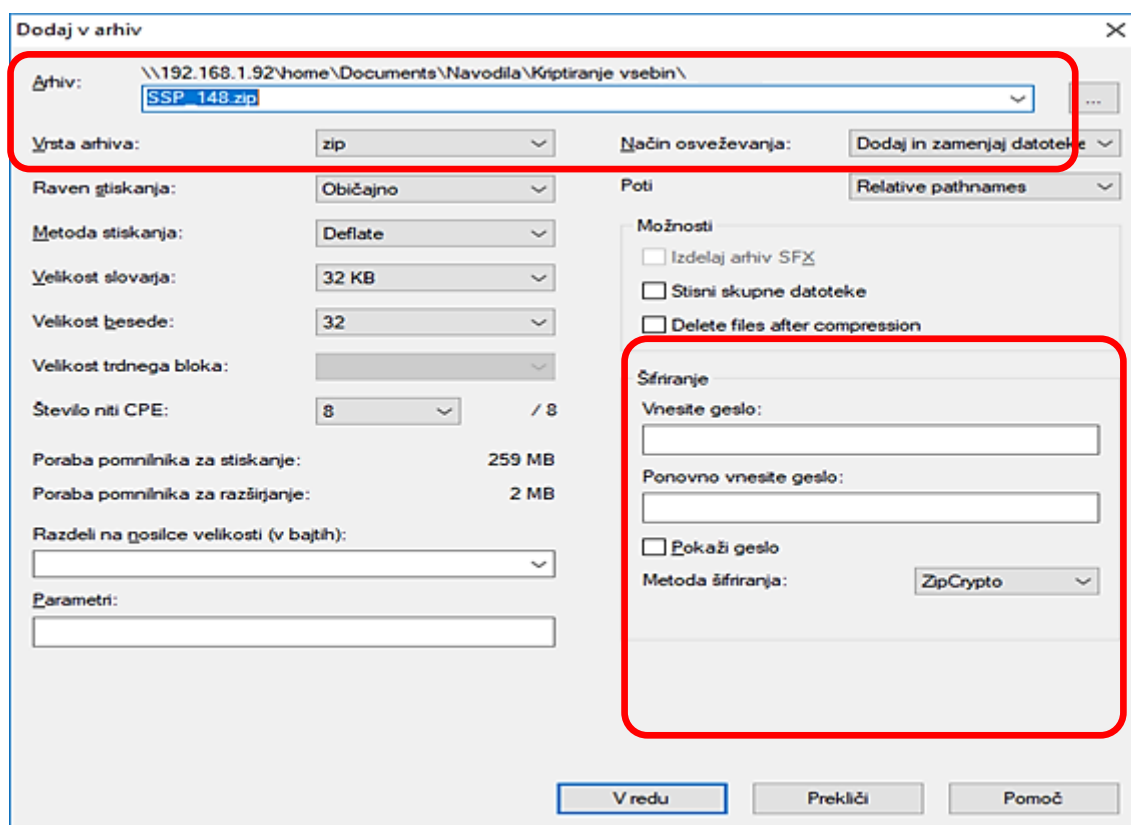 Dodaj v arhiv
Arhiv: \\192.168.1.92\home\Documents\Navodila\Kriptiranje vsebin\
SSP_148.zip
...
Vrsta arhiva: zip
Način osveževanja: Dodaj in zamenjaj datoteke
Raven stiskanja: Običajno
Poti Relative pathnames
Metoda stiskanja: Deflate
Možnosti
Izdelaj arhiv SFX
Velikost slovarja: 32 KB
Stisni skupne datoteke
Velikost besede: 32
Delete files after compression
Velikost trdnega bloka:
Število niti CPE: 8 / 8
Poraba pomnilnika za stiskanje: 259 MB
Poraba pomnilnika za razširjanje: 2 MB
Razdeli na nosilce velikosti (v bajtih):
Parametri:
Šifriranje
Vnesite geslo:
Ponovno vnesite geslo:
Pokaži geslo
Metoda šifriranja: ZipCrypto
V redu
Prekliči
Pomoč